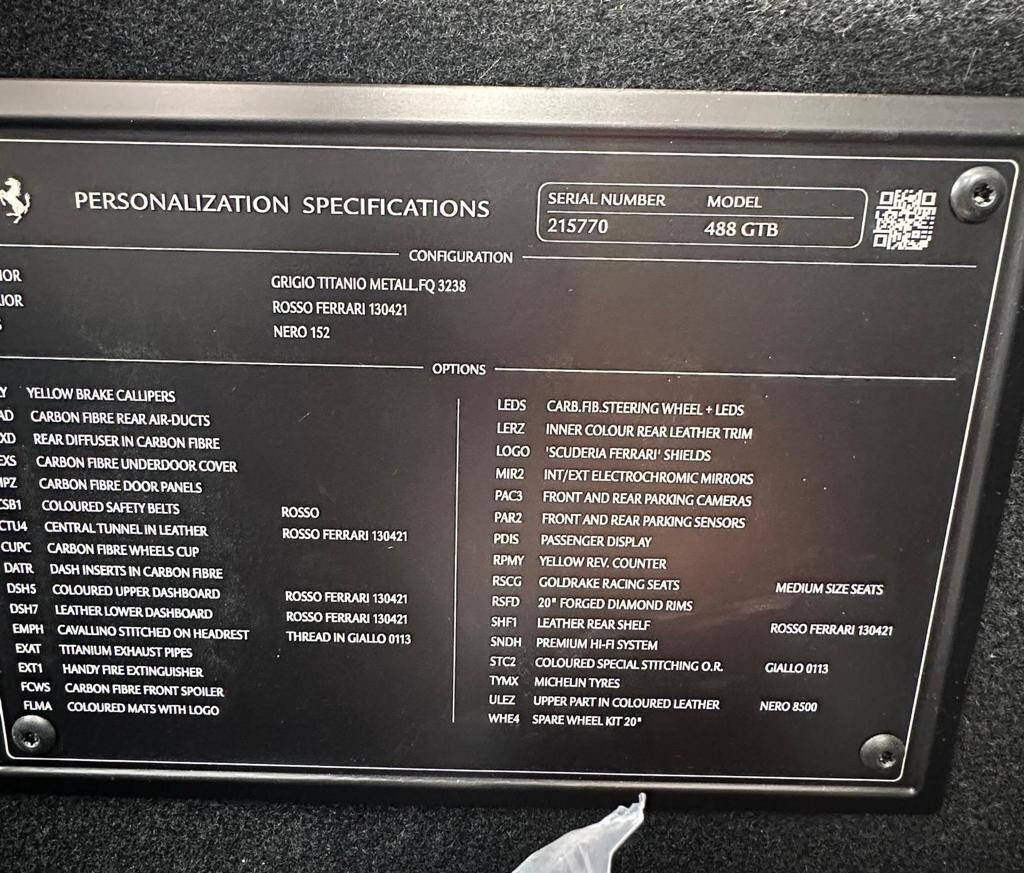 PERSONALIZATION SPECIFICATIONS
SERIAL NUMBER MODEL
215770 488 GTB
CONFIGURATION
IOR GRIGIO TITANIO METALL.FQ 3238
IOR ROSSO FERRARI 130421
S NERO 152
OPTIONS
Y YELLOW BRAKE CALLIPERS
AD CARBON FIBRE REAR AIR-DUCTS
XD REAR DIFFUSER IN CARBON FIBRE
EXS CARBON FIBRE UNDERDOOR COVER
IPZ CARBON FIBRE DOOR PANELS
CSB1 COLOURED SAFETY BELTS ROSSO
CTU4 CENTRAL TUNNEL IN LEATHER ROSSO FERRARI 130421
CUPC CARBON FIBRE WHEELS CUP
DATR DASH INSERTS IN CARBON FIBRE
DSH5 COLOURED UPPER DASHBOARD ROSSO FERRARI 130421
DSH7 LEATHER LOWER DASHBOARD ROSSO FERRARI 130421
EMPH CAVALLINO STITCHED ON HEADREST THREAD IN GIALLO 0113
EXAT TITANIUM EXHAUST PIPES
EXT1 HANDY FIRE EXTINGUISHER
FCWS CARBON FIBRE FRONT SPOILER
FLMA COLOURED MATS WITH LOGO
LEDS CARB.FIB.STEERING WHEEL + LEDS
LERZ INNER COLOUR REAR LEATHER TRIM
LOGO 'SCUDERIA FERRARI' SHIELDS
MIR2 INT/EXT ELECTROCHROMIC MIRRORS
PAC3 FRONT AND REAR PARKING CAMERAS
PAR2 FRONT AND REAR PARKING SENSORS
PDIS PASSENGER DISPLAY
RPMY YELLOW REV. COUNTER
RSCG GOLDRAKE RACING SEATS MEDIUM SIZE SEATS
RSFD 20" FORGED DIAMOND RIMS
SHF1 LEATHER REAR SHELF ROSSO FERRARI 130421
SNDH PREMIUM HI-FI SYSTEM
STC2 COLOURED SPECIAL STITCHING O.R. GIALLO 0113
TYMX MICHELIN TYRES
ULEZ UPPER PART IN COLOURED LEATHER NERO 8500
WHE4 SPARE WHEEL KIT 20"